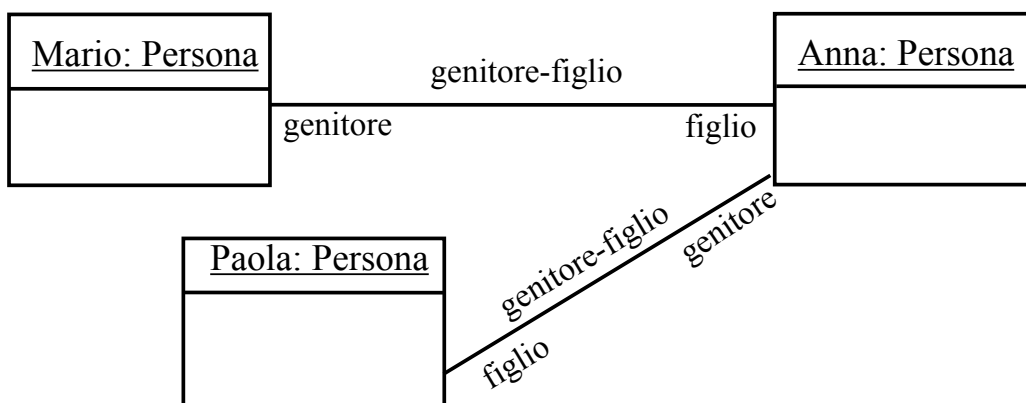 Mario: Persona
genitore-figlio
Anna: Persona
genitore
figlio
genitore-figlio
genitore
Paola: Persona
figlio